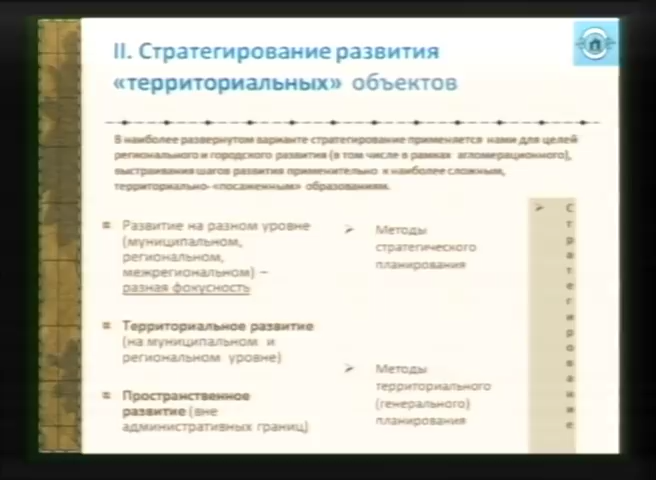 II. Стратегирование развития
«территориальных» объектов
В наиболее развернутом варианте стратегирование применяется нами для целей
регионального и городского развития (в том числе в рамках агломерационного),
выстраивания шагов развития применительно к наиболее сложным,
территориально- «посаженным» образованиям.
Развитие на разном уровне
(муниципальном,
региональном,
межрегиональном) –
разная фокусность
Территориальное развитие
(на муниципальном и
региональном уровне)
Пространственное
развитие (вне
административных границ)
Методы
стратегического
планирования
Методы
территориального
(генерального)
планирования
С
т
р
а
т
е
г
и
р
о
в
а
н
и
е